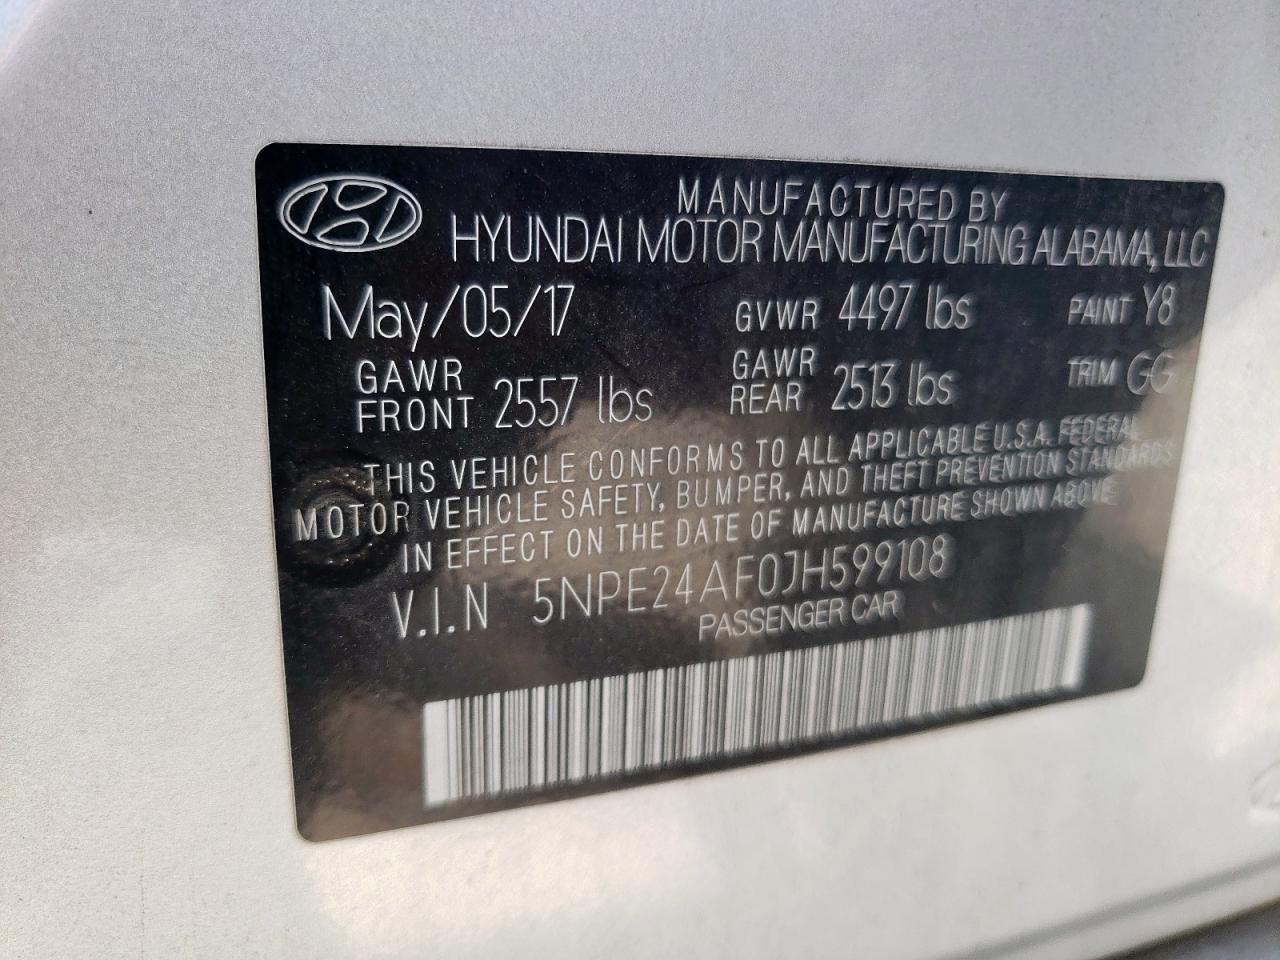 MANUFACTURED BY
HYUNDAI MOTOR MANUFACTURING ALABAMA, LLC
May/05/17 GVWR 4497 lbs PAINT Y8
GAWR FRONT 2557 lbs GAWR REAR 2513 lbs TRIM GG
THIS VEHICLE CONFORMS TO ALL APPLICABLE U.S.A. FEDERAL
MOTOR VEHICLE SAFETY, BUMPER, AND THEFT PREVENTION STANDARDS
IN EFFECT ON THE DATE OF MANUFACTURE SHOWN ABOVE
V.I.N 5NPE24AF0JH599108
PASSENGER CAR